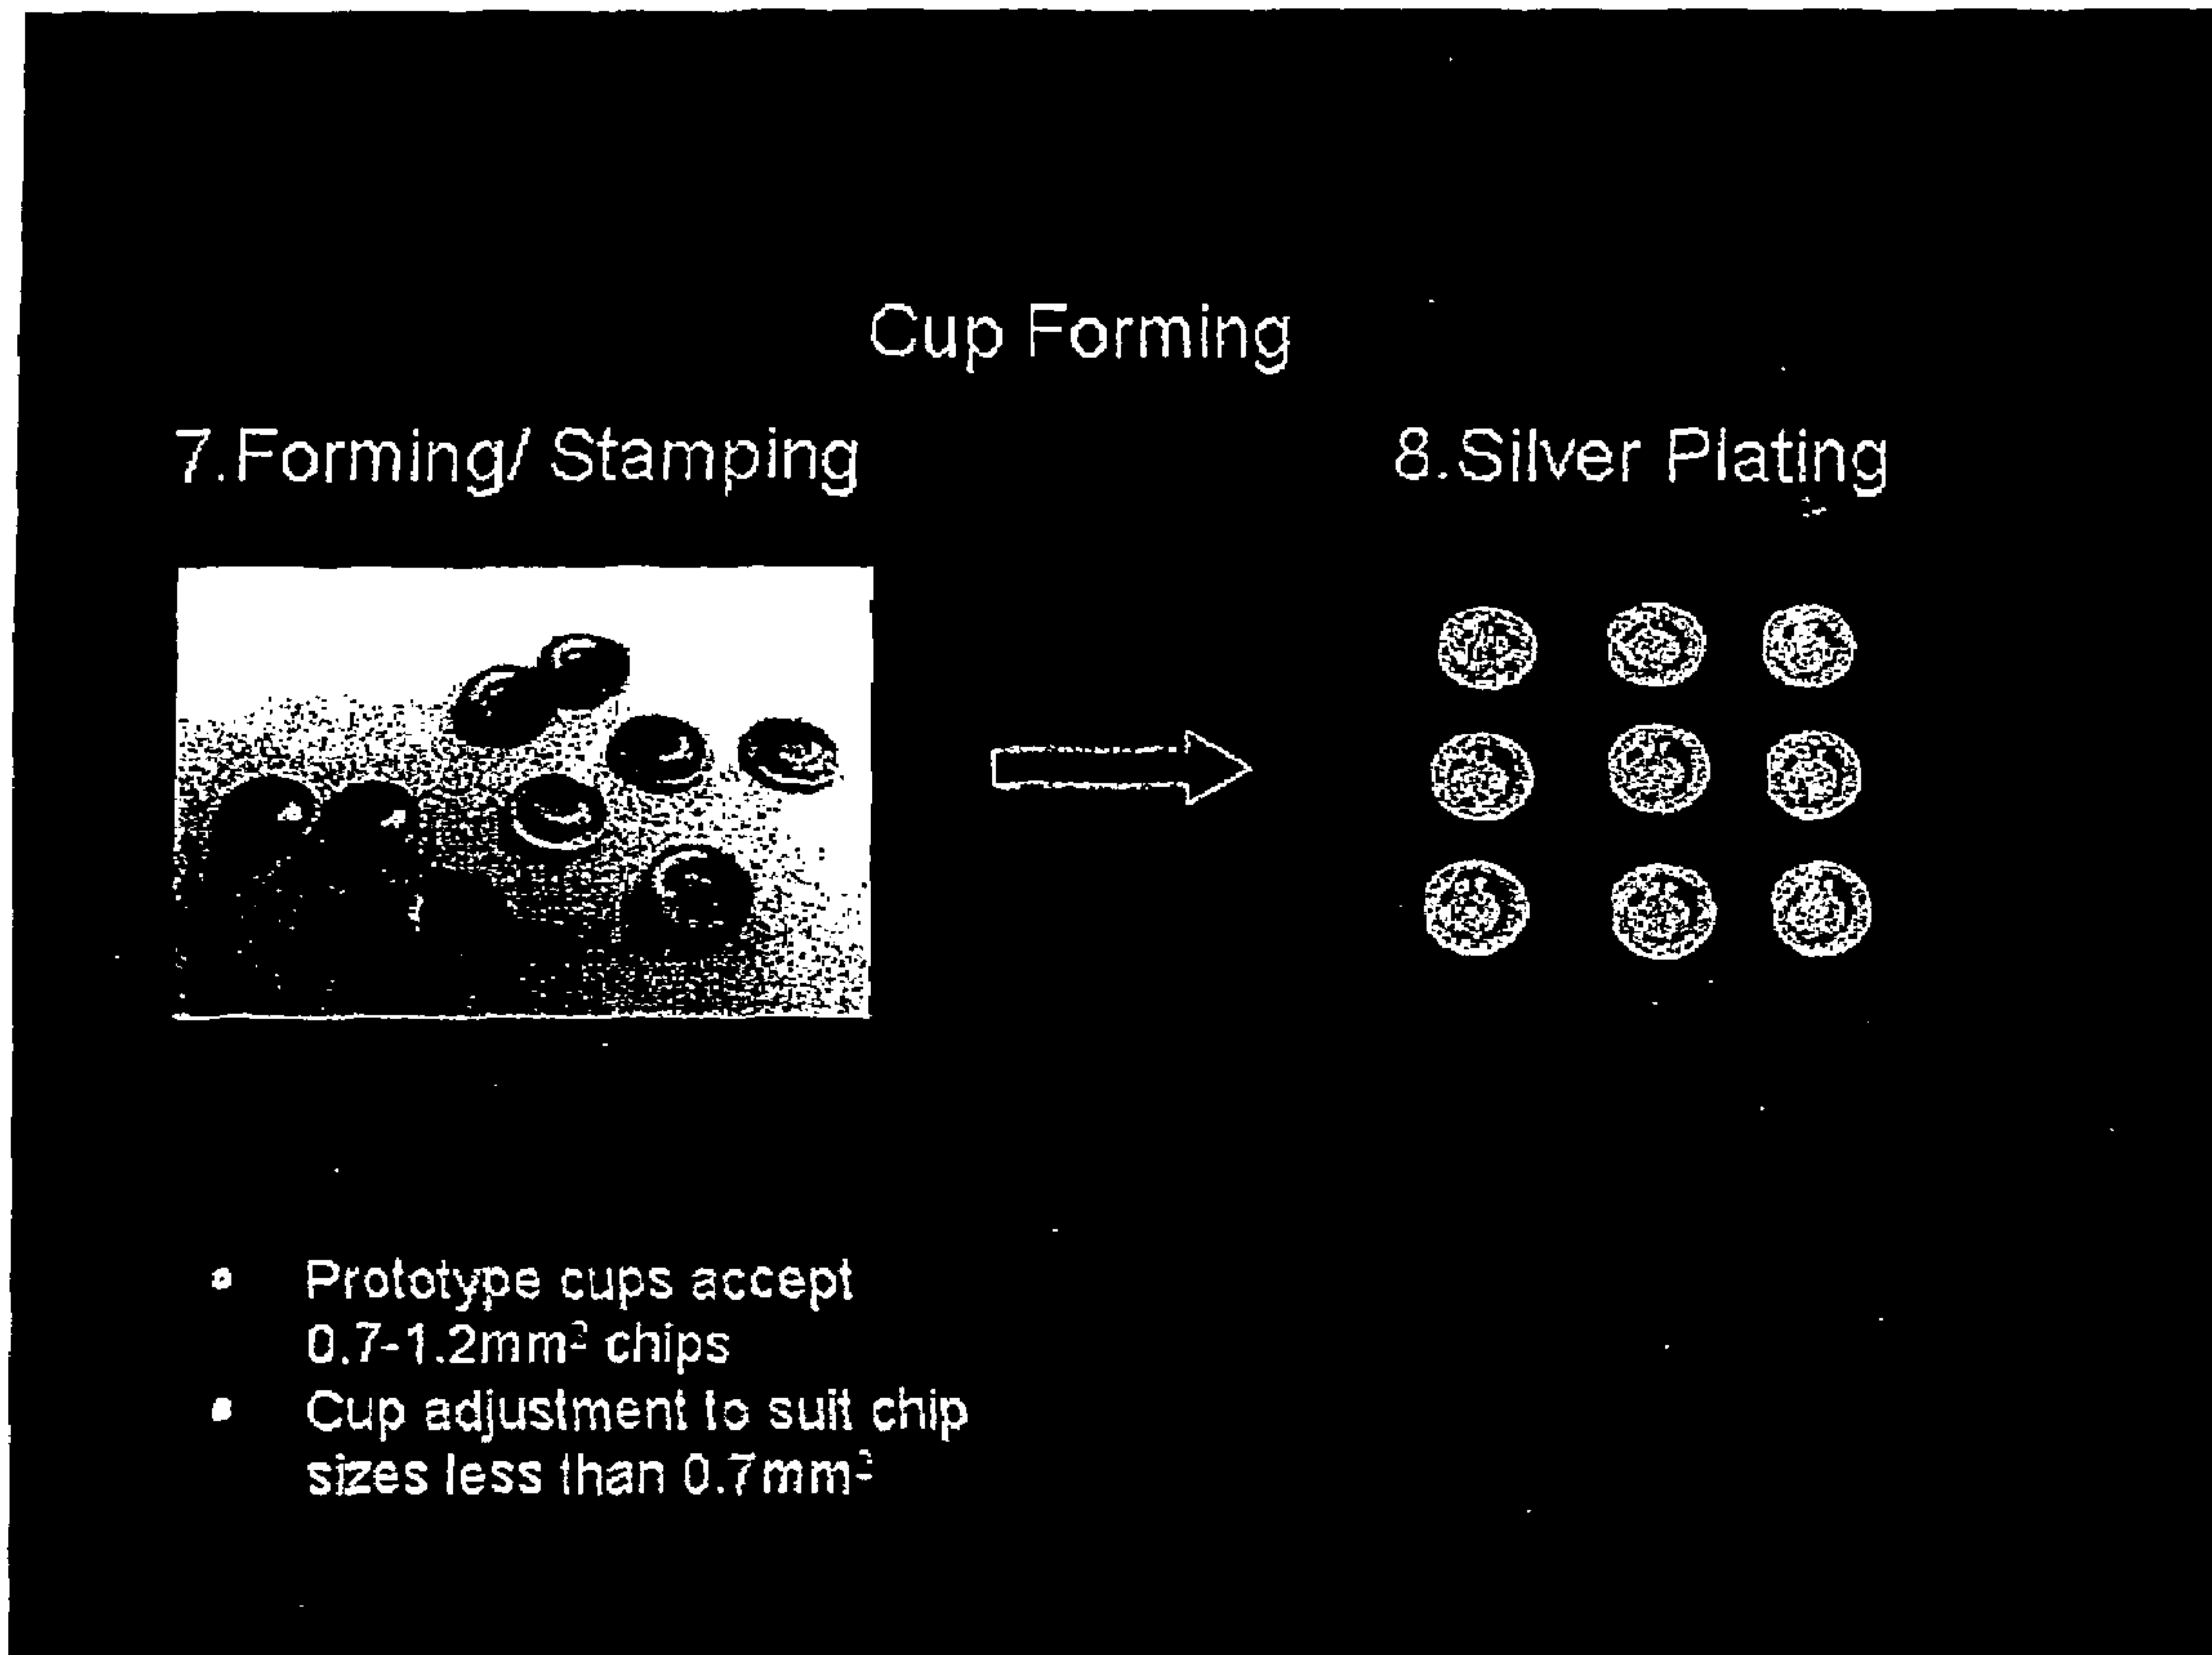 Cup Forming
7.Forming/ Stamping
8.Silver Plating
• Prototype cups accept
0.7-1.2mm² chips
• Cup adjustment to suit chip
sizes less than 0.7mm²